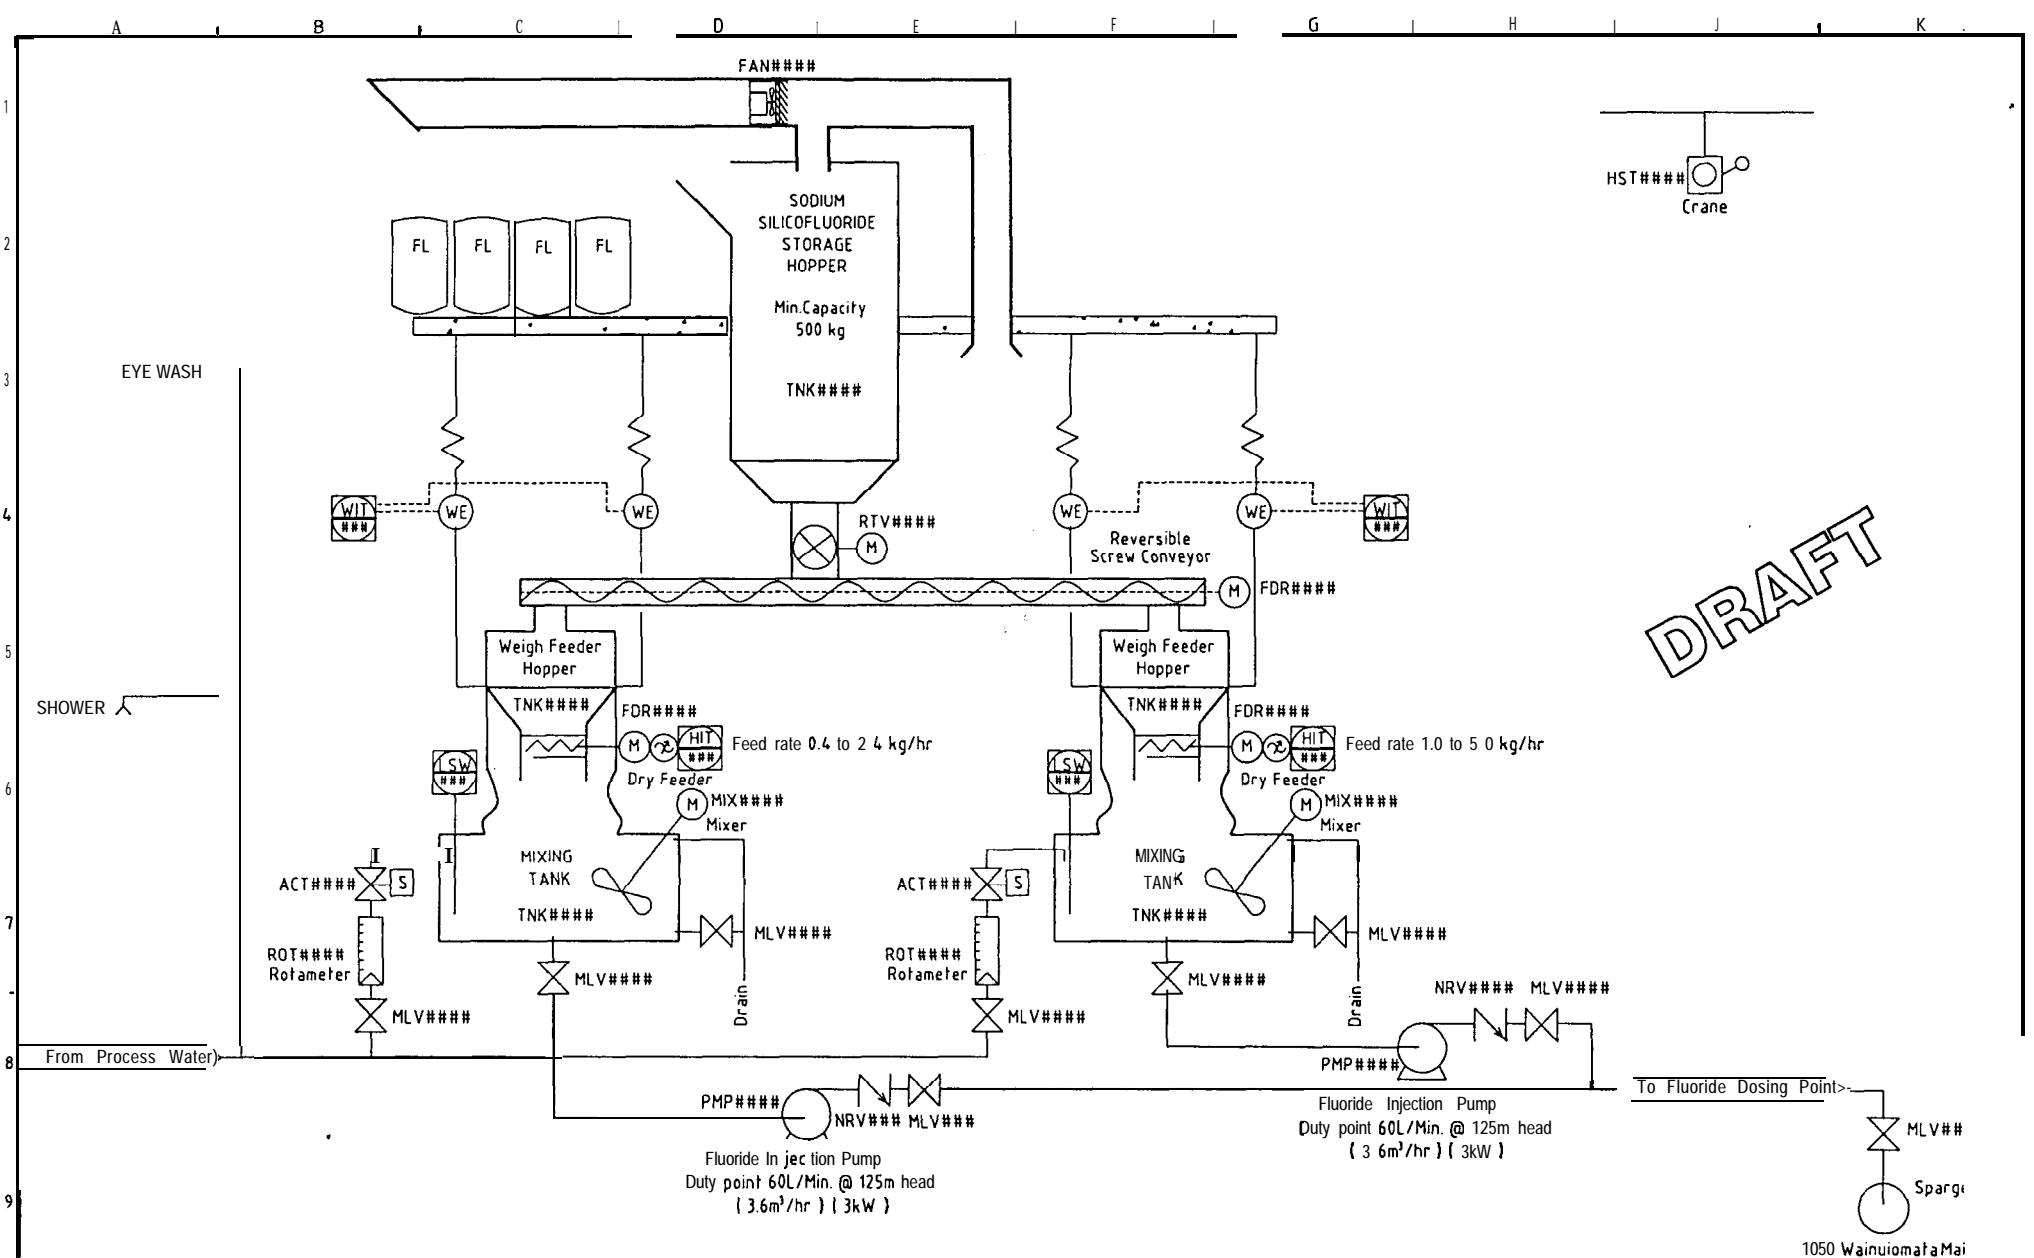 A B C D E F G H J K
1
2
3
4
5
6
7
8
9
FAN####
HST####
Crane
SODIUM
SILICOFLUORIDE
STORAGE
HOPPER
Min.Capacity
500 kg
TNK####
FL FL FL FL
EYE WASH
WIT
###
WE WE WE WE
WIT
###
RTV####
M
Reversible
Screw Conveyor
M FDR####
DRAFT
Weigh Feeder
Hopper
TNK####
FDR####
M
HIT
###
Feed rate 0.4 to 2 4 kg/hr
Dry Feeder
LSW
###
M MIX####
Mixer
Weigh Feeder
Hopper
TNK####
FDR####
M
HIT
###
Feed rate 1.0 to 5 0 kg/hr
Dry Feeder
LSW
###
M MIX####
Mixer
SHOWER
I I
MIXING
TANK
TNK####
ACT#### S
ROT####
Rotameter
MLV####
MLV####
MLV####
Drain
MIXING
TANK
TNK####
ACT#### S
ROT####
Rotameter
MLV####
MLV####
MLV####
Drain
NRV#### MLV####
PMP####
From Process Water)
To Fluoride Dosing Point>
PMP####
NRV### MLV###
Fluoride In jec tion Pump
Duty point 60L/Min. @ 125m head
( 3.6m³/hr ) ( 3kW )
Fluoride Injection Pump
Duty point 60L/Min. @ 125m head
( 3 6m³/hr ) ( 3kW )
MLV##
Sparge
1050 Wainuiomata Mai